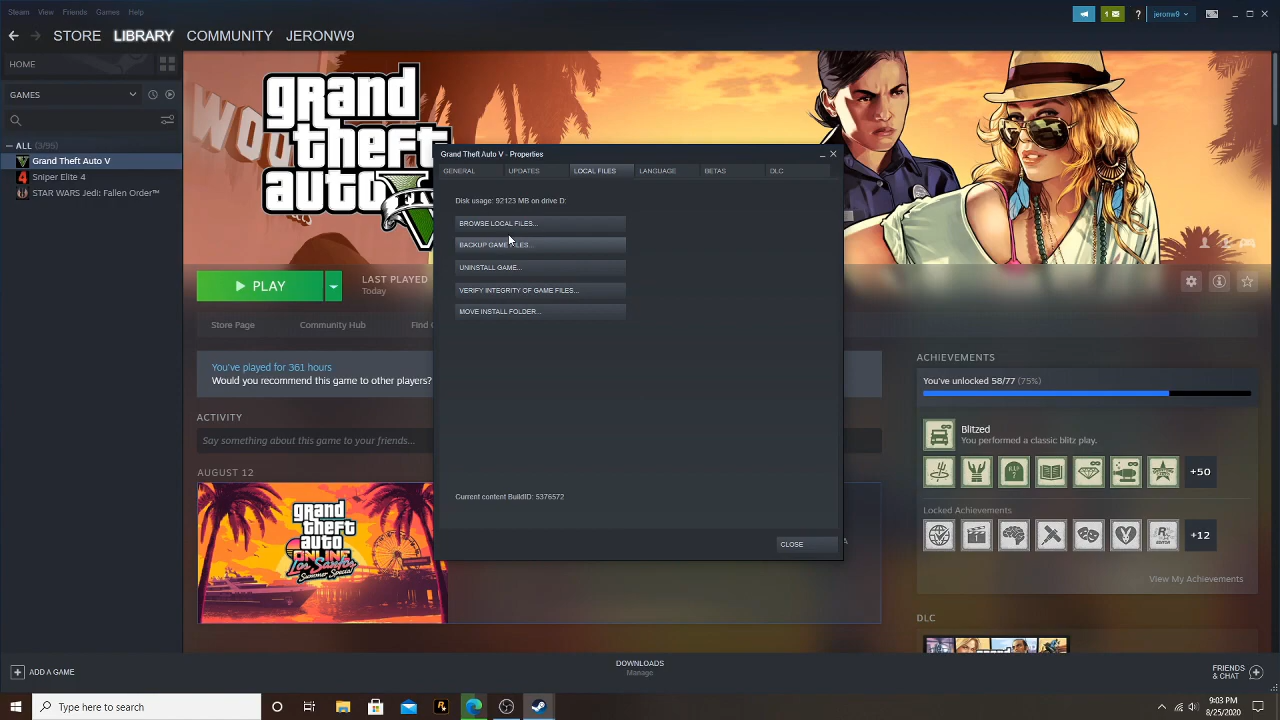 Steam View Friends Games Help
1
?
jeronw9
STORE LIBRARY COMMUNITY JERONW9
HOME
GAMES
ALL (3/95)
Grand Theft Auto V
Sniper Elite 4
STAR WARS Jedi: Fallen Order™
grand
theft
auto
Grand Theft Auto V - Properties
GENERAL UPDATES LOCAL FILES LANGUAGE BETAS DLC
Disk usage: 92123 MB on drive D:
BROWSE LOCAL FILES...
BACKUP GAME FILES...
UNINSTALL GAME...
VERIFY INTEGRITY OF GAME FILES...
MOVE INSTALL FOLDER...
Current content BuildID: 5376572
CLOSE
PLAY
LAST PLAYED
Today
Store Page Community Hub Find
You've played for 361 hours
Would you recommend this game to other players?
ACTIVITY
Say something about this game to your friends...
AUGUST 12
grand
theft
auto
ONLINE
Los Santos
Summer Special
ACHIEVEMENTS
You've unlocked 58/77 (75%)
Blitzed
You performed a classic blitz play.
+50
Locked Achievements
+12
View My Achievements
DLC
ADD A GAME
DOWNLOADS
Manage
FRIENDS
& CHAT
Type here to search
9:03 PM
8/25/2020